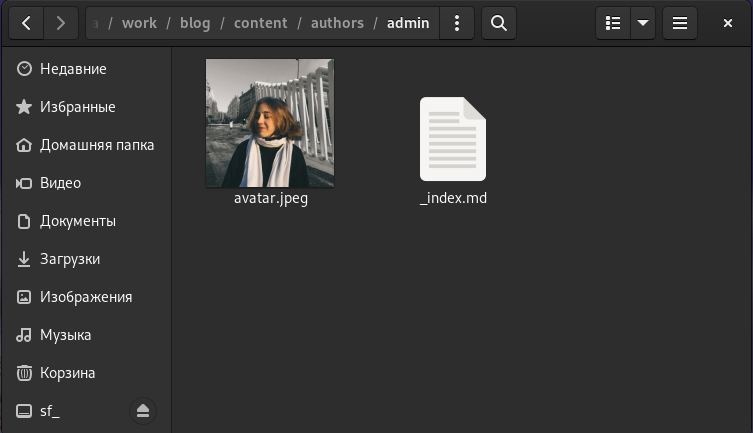 / work / blog / content / authors / admin
Недавние
Избранные
Домашняя папка
Видео
Документы
Загрузки
Изображения
Музыка
Корзина
sf_
avatar.jpeg
_index.md